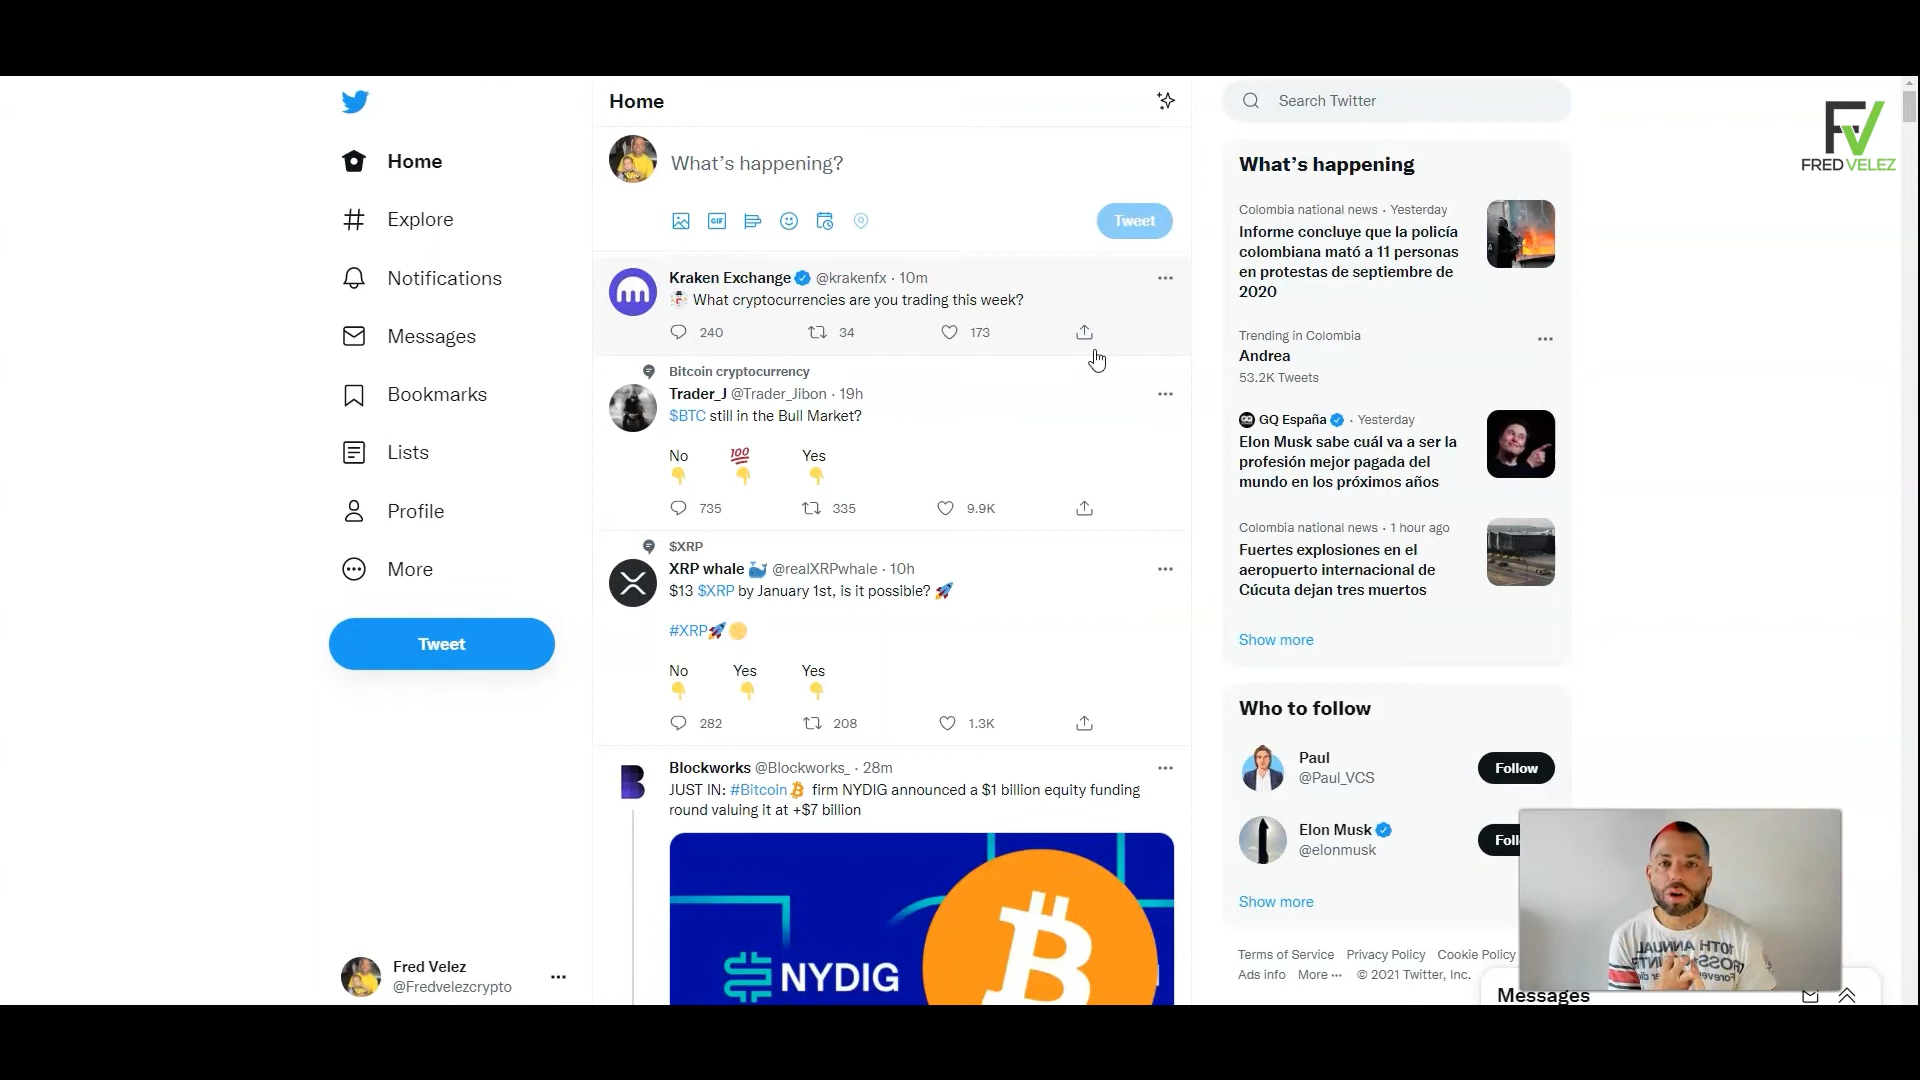 Home
Explore
Notifications
Messages
Bookmarks
Lists
Profile
More
Tweet
Fred Velez
@Fredvelezcrypto
Home
What's happening?
GIF
Tweet
Kraken Exchange @krakenfx · 10m
What cryptocurrencies are you trading this week?
240 34 173
Bitcoin cryptocurrency
Trader_J @Trader_Jibon · 19h
$BTC still in the Bull Market?
No 💯 Yes
👇 👇 👇
735 335 9.9K
$XRP
XRP whale 🐳 @realXRPwhale · 10h
$13 $XRP by January 1st, is it possible? 🚀
#XRP🚀🌕
No Yes Yes
👇 👇 👇
282 208 1.3K
Blockworks @Blockworks_ · 28m
JUST IN: #Bitcoin firm NYDIG announced a $1 billion equity funding
round valuing it at +$7 billion
NYDIG
Search Twitter
What's happening
Colombia national news · Yesterday
Informe concluye que la policía
colombiana mató a 11 personas
en protestas de septiembre de
2020
Trending in Colombia
Andrea
53.2K Tweets
GQ España · Yesterday
Elon Musk sabe cuál va a ser la
profesión mejor pagada del
mundo en los próximos años
Colombia national news · 1 hour ago
Fuertes explosiones en el
aeropuerto internacional de
Cúcuta dejan tres muertos
Show more
Who to follow
Paul
@Paul_VCS
Follow
Elon Musk
@elonmusk
Foll
Show more
Terms of Service Privacy Policy Cookie Policy
Ads info More ··· © 2021 Twitter, Inc.
Messages
FV
FRED VELEZ
10TH ANNUAL